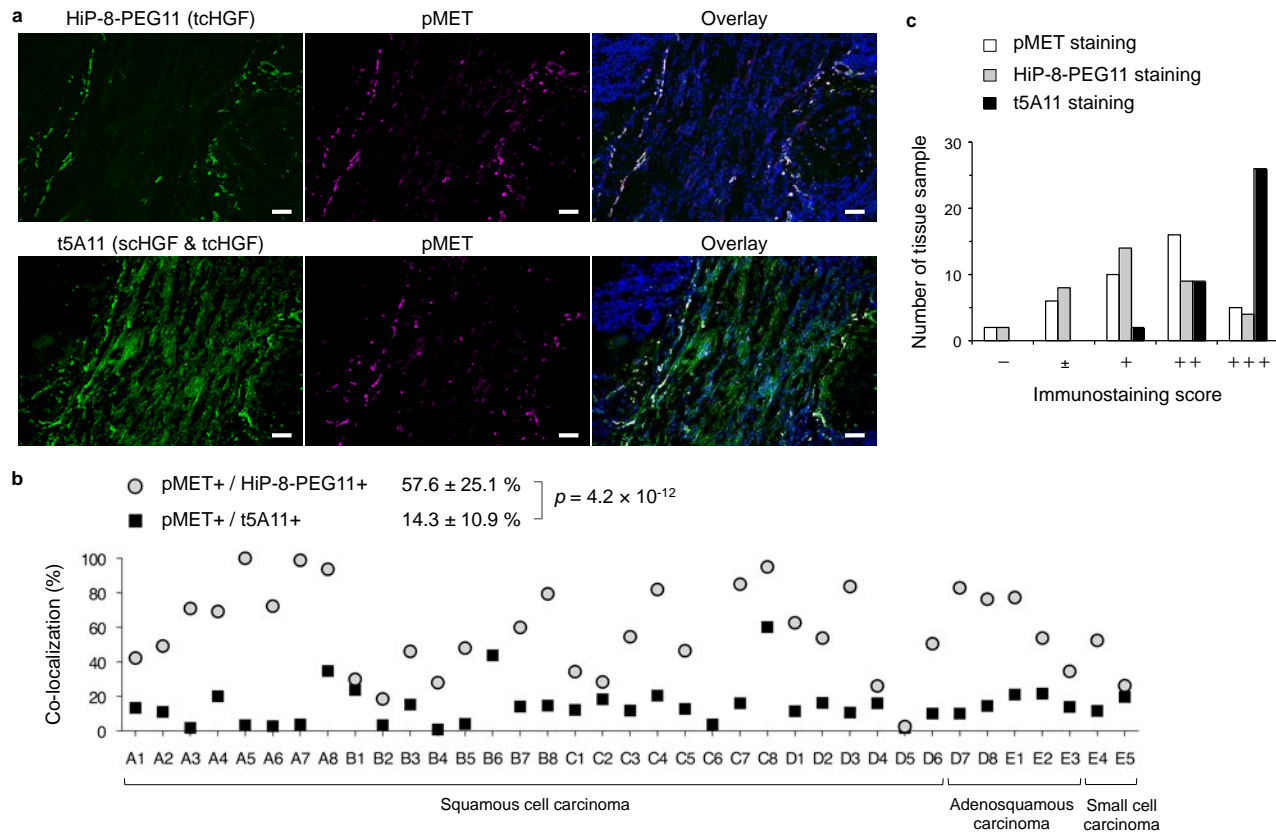 a
HiP-8-PEG11 (tcHGF) pMET Overlay
t5A11 (scHGF & tcHGF) pMET Overlay
c
pMET staining
HiP-8-PEG11 staining
t5A11 staining
Number of tissue sample
30
20
10
0
− ± + ++ +++
Immunostaining score
b
pMET+ / HiP-8-PEG11+ 57.6 ± 25.1 %
pMET+ / t5A11+ 14.3 ± 10.9 %
p = 4.2 × 10-12
Co-localization (%)
100
80
60
40
20
0
A1 A2 A3 A4 A5 A6 A7 A8 B1 B2 B3 B4 B5 B6 B7 B8 C1 C2 C3 C4 C5 C6 C7 C8 D1 D2 D3 D4 D5 D6 D7 D8 E1 E2 E3 E4 E5
Squamous cell carcinoma
Adenosquamous
carcinoma
Small cell
carcinoma